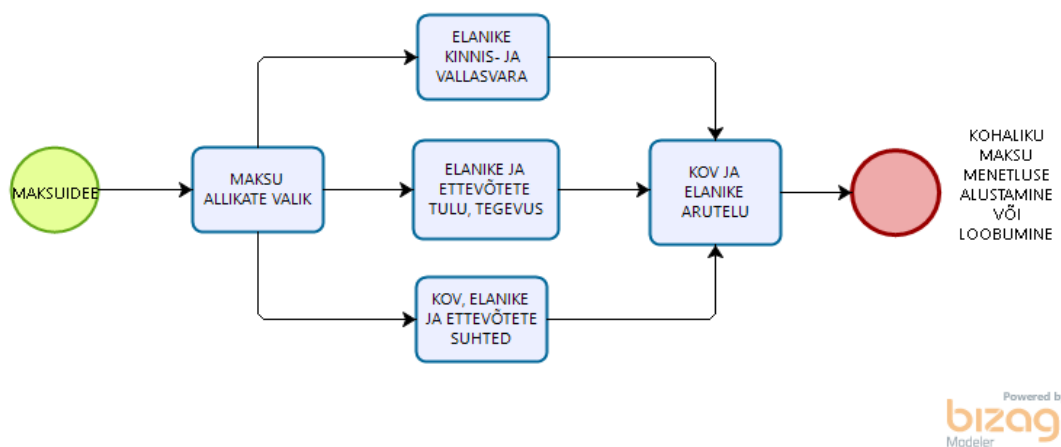 MAKSUIDEE
MAKSU
ALLIKATE VALIK
ELANIKE
KINNIS- JA
VALLASVARA
ELANIKE JA
ETTEVÕTETE
TULU, TEGEVUS
KOV, ELANIKE
JA ETTEVÕTETE
SUHTED
KOV JA
ELANIKE
ARUTELU
KOHALIKU
MAKSU
MENETLUSE
ALUSTAMINE
VÕI
LOOBUMINE
Powered b
bizag
Modeler